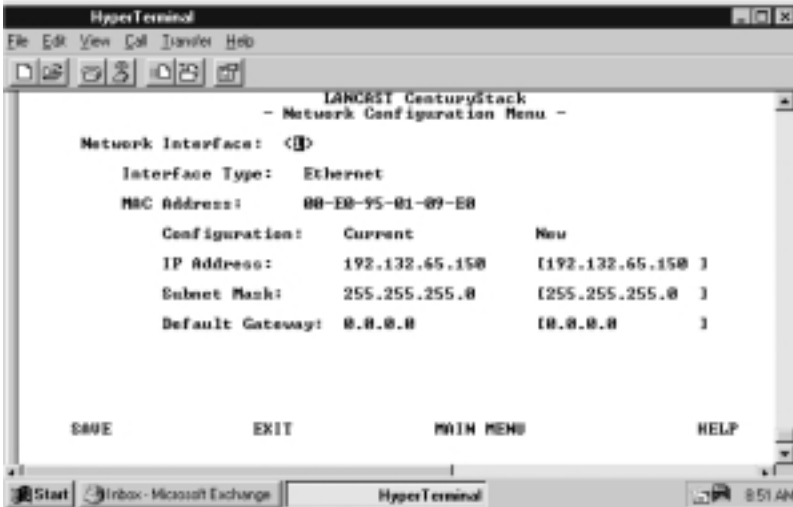 HyperTerminal
File Edit View Call Transfer Help
LANCAST CenturyStack
- Network Configuration Menu -
Network Interface: <1>
Interface Type: Ethernet
MAC Address: 00-E0-95-01-09-E0
Configuration: Current New
IP Address: 192.132.65.150 [192.132.65.150 ]
Subnet Mask: 255.255.255.0 [255.255.255.0 ]
Default Gateway: 0.0.0.0 [0.0.0.0 ]
SAVE EXIT MAIN MENU HELP
Start Inbox - Microsoft Exchange HyperTerminal 8:51 AM